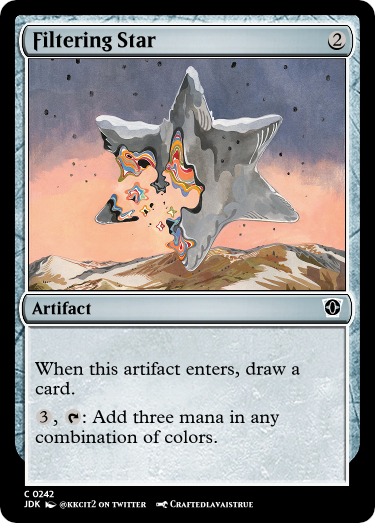 Filtering Star 2
Artifact
When this artifact enters, draw a
card.
3, T: Add three mana in any
combination of colors.
C 0242
JDK @KKCIT2 ON TWITTER CRAFTEDLAVAISTRUE